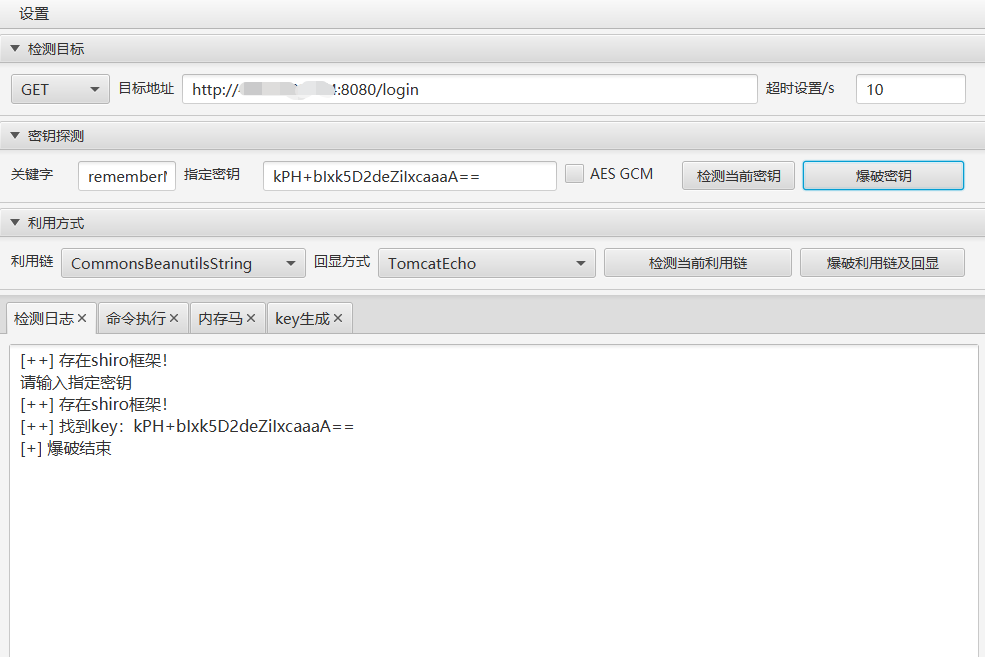 设置
检测目标
GET 目标地址 http:// :8080/login 超时设置/s 10
密钥探测
关键字 指定密钥 kPH+bIxk5D2deZiIxcaaaA== AES GCM 检测当前密钥 爆破密钥
利用方式
利用链 CommonsBeanutilsString 回显方式 TomcatEcho 检测当前利用链 爆破利用链及回显
检测日志 命令执行 内存马 key生成
[++] 存在shiro框架！
请输入指定密钥
[++] 存在shiro框架！
[++] 找到key：kPH+bIxk5D2deZiIxcaaaA==
[+] 爆破结束